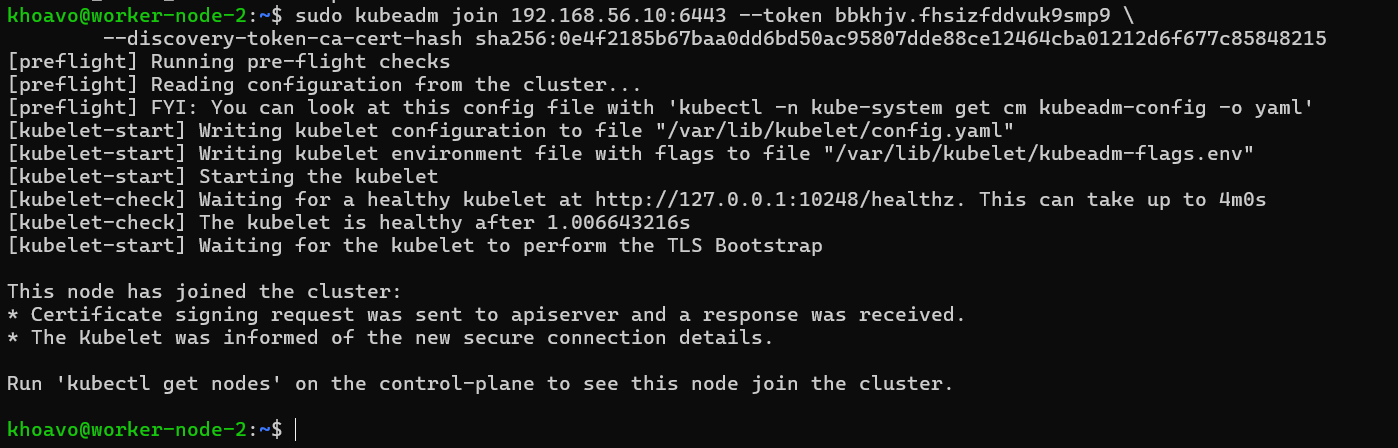 khoavo@worker-node-2:~$ sudo kubeadm join 192.168.56.10:6443 --token bbkhjv.fhsizfddvuk9smp9 \
        --discovery-token-ca-cert-hash sha256:0e4f2185b67baa0dd6bd50ac95807dde88ce12464cba01212d6f677c85848215
[preflight] Running pre-flight checks
[preflight] Reading configuration from the cluster...
[preflight] FYI: You can look at this config file with 'kubectl -n kube-system get cm kubeadm-config -o yaml'
[kubelet-start] Writing kubelet configuration to file "/var/lib/kubelet/config.yaml"
[kubelet-start] Writing kubelet environment file with flags to file "/var/lib/kubelet/kubeadm-flags.env"
[kubelet-start] Starting the kubelet
[kubelet-check] Waiting for a healthy kubelet at http://127.0.0.1:10248/healthz. This can take up to 4m0s
[kubelet-check] The kubelet is healthy after 1.006643216s
[kubelet-start] Waiting for the kubelet to perform the TLS Bootstrap

This node has joined the cluster:
* Certificate signing request was sent to apiserver and a response was received.
* The Kubelet was informed of the new secure connection details.

Run 'kubectl get nodes' on the control-plane to see this node join the cluster.

khoavo@worker-node-2:~$